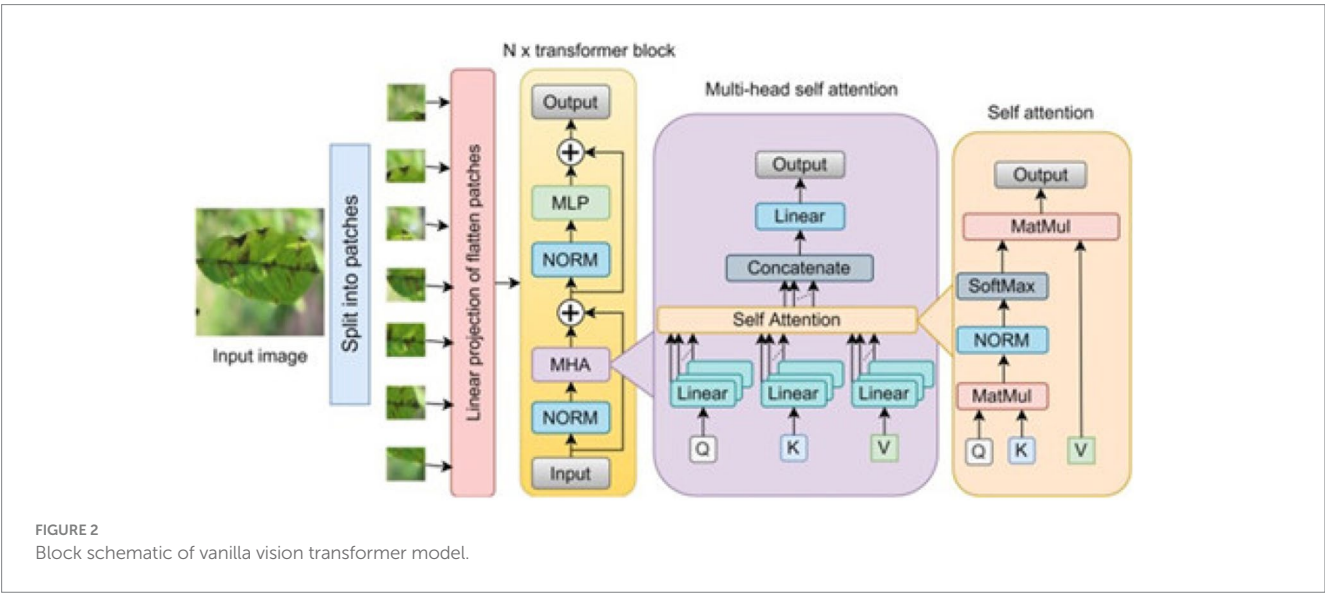 N x transformer block
Multi-head self attention
Self attention
Input image
Split into patches
Linear projection of flatten patches
Output
MLP
NORM
MHA
NORM
Input
Output
Linear
Concatenate
Self Attention
Linear
Linear
Linear
Q
K
V
Output
MatMul
SoftMax
NORM
MatMul
Q
K
V
FIGURE 2
Block schematic of vanilla vision transformer model.